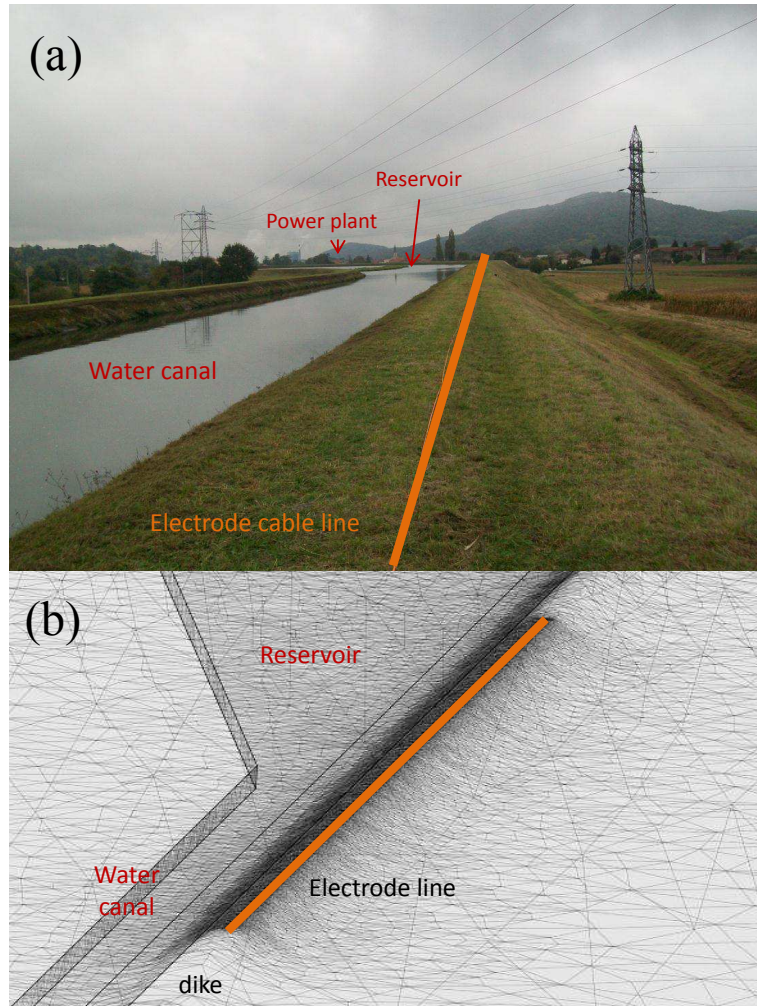 (a)
Reservoir
Power plant
Water canal
Electrode cable line
(b)
Reservoir
Water
canal
Electrode line
dike